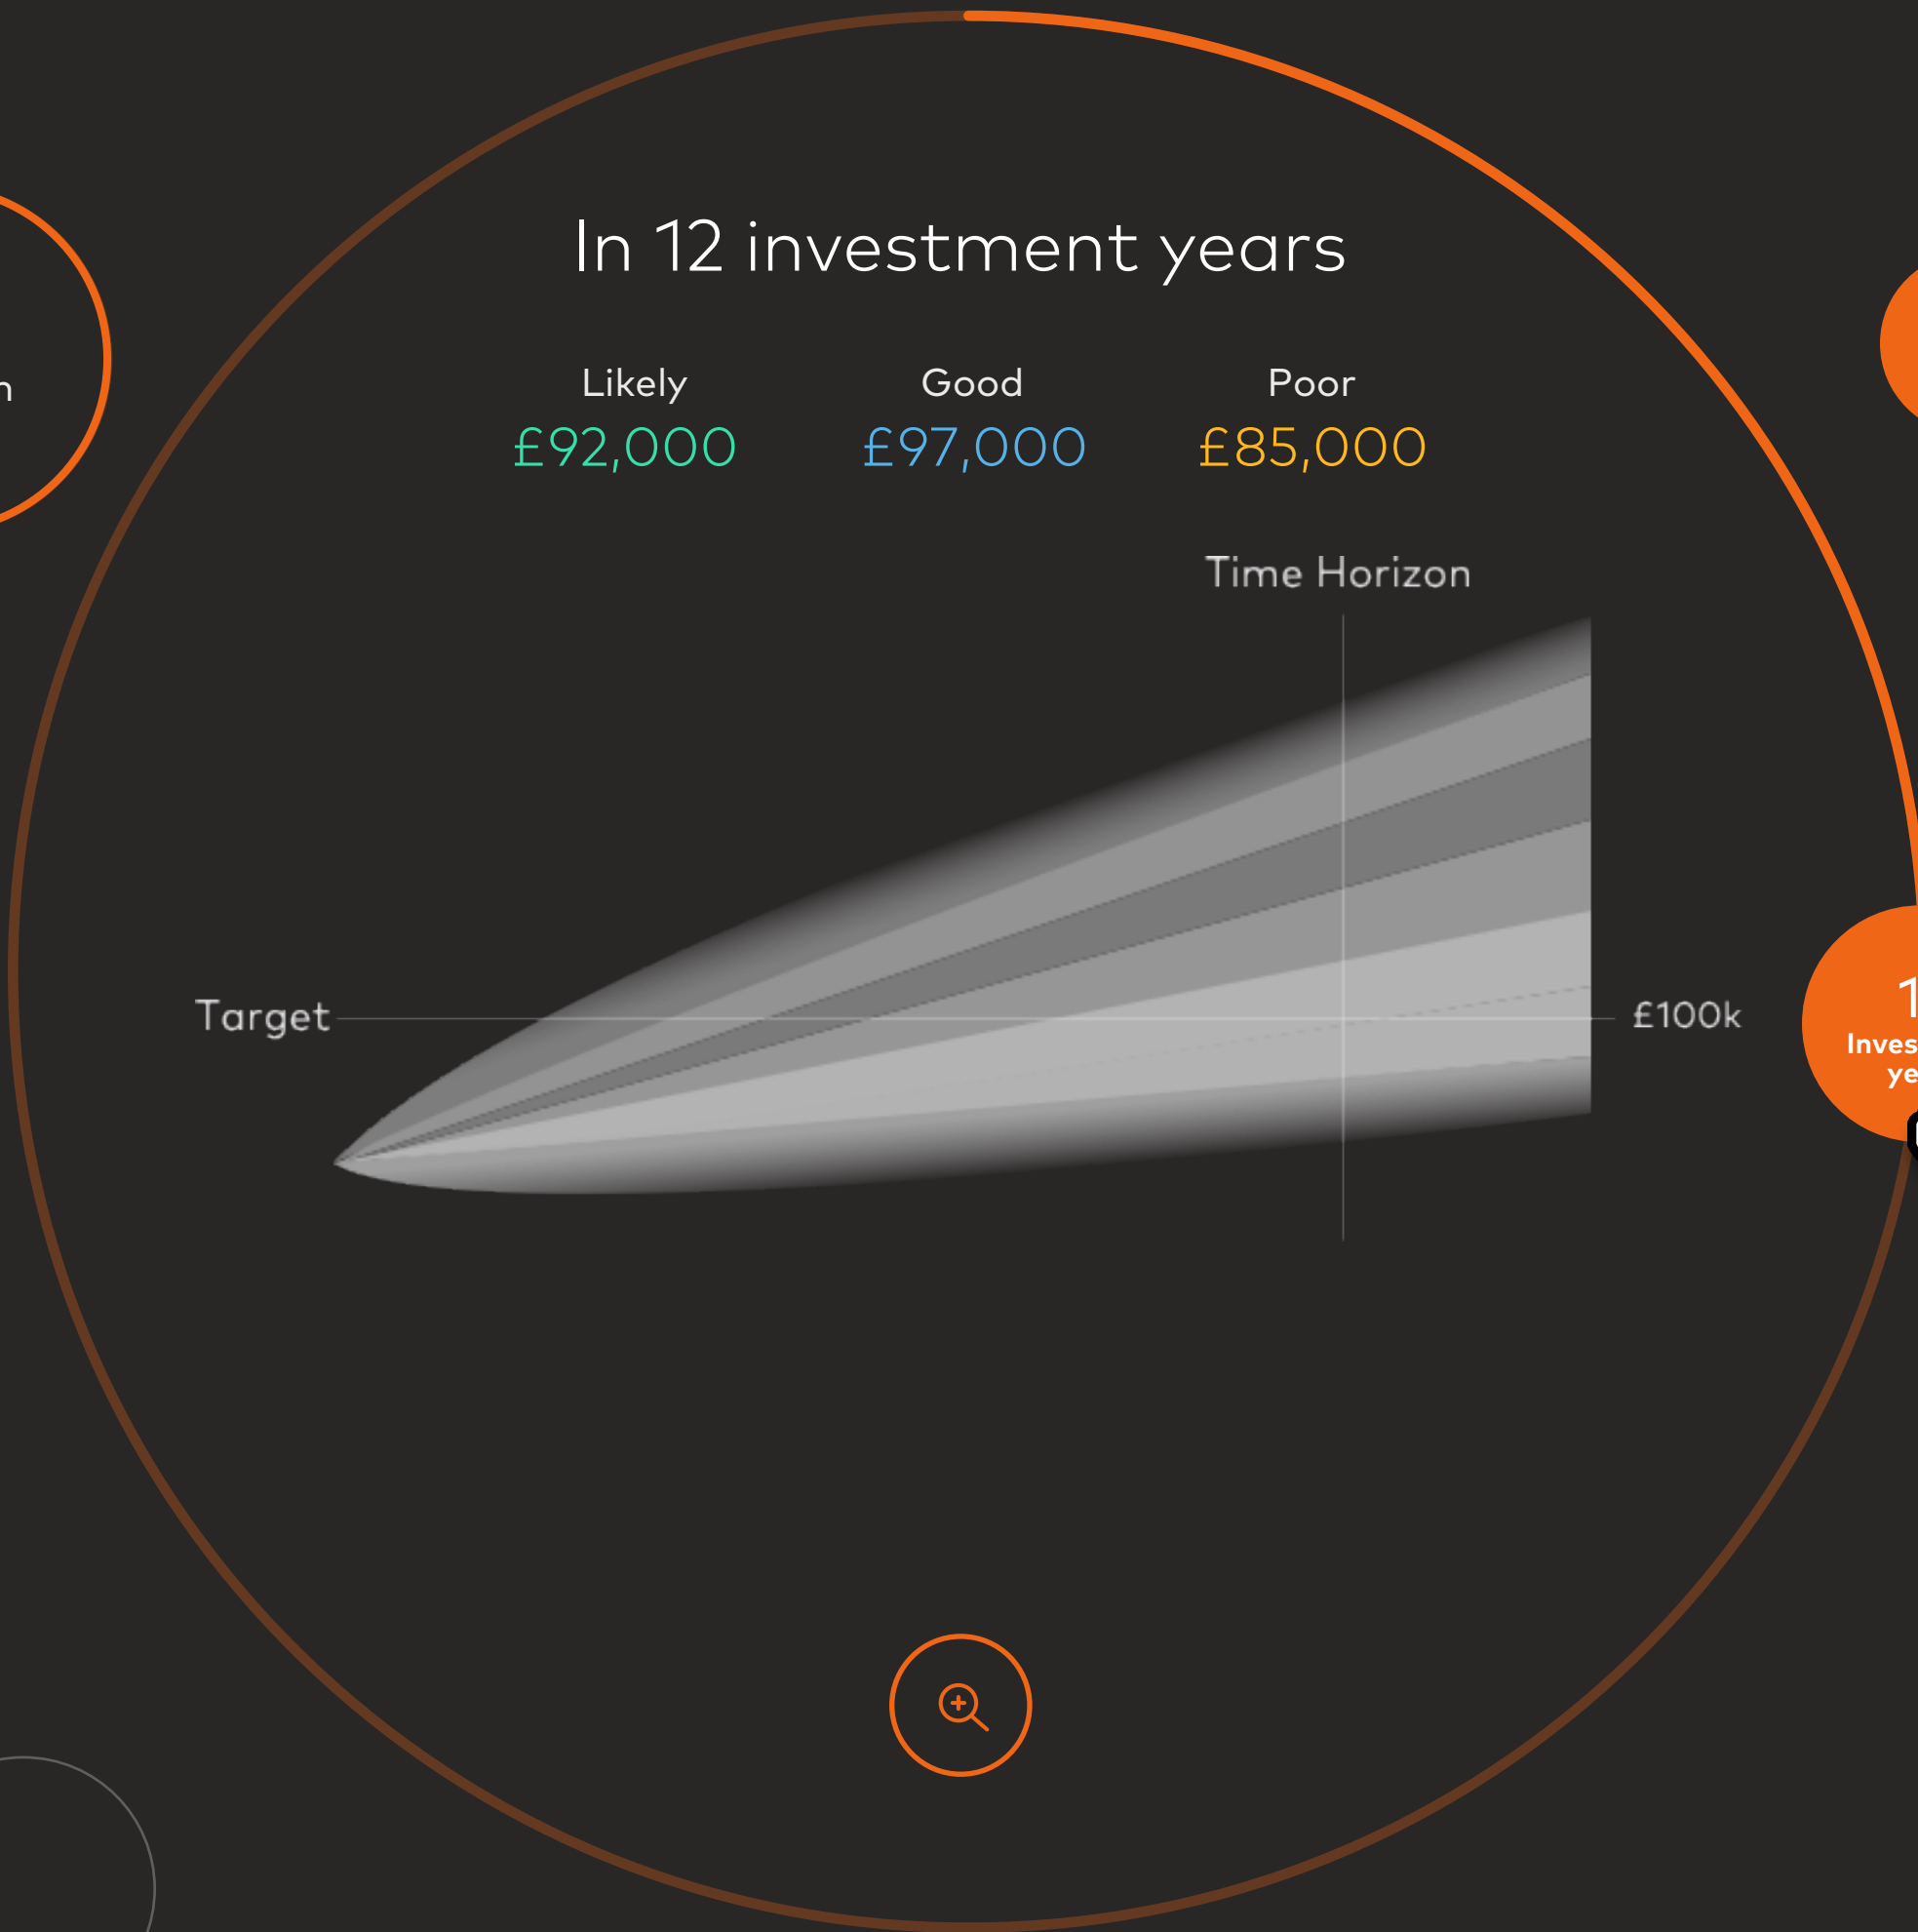 In 12 investment years
Likely
Good
Poor
£92,000
£97,000
£85,000
Time Horizon
Target
£100k